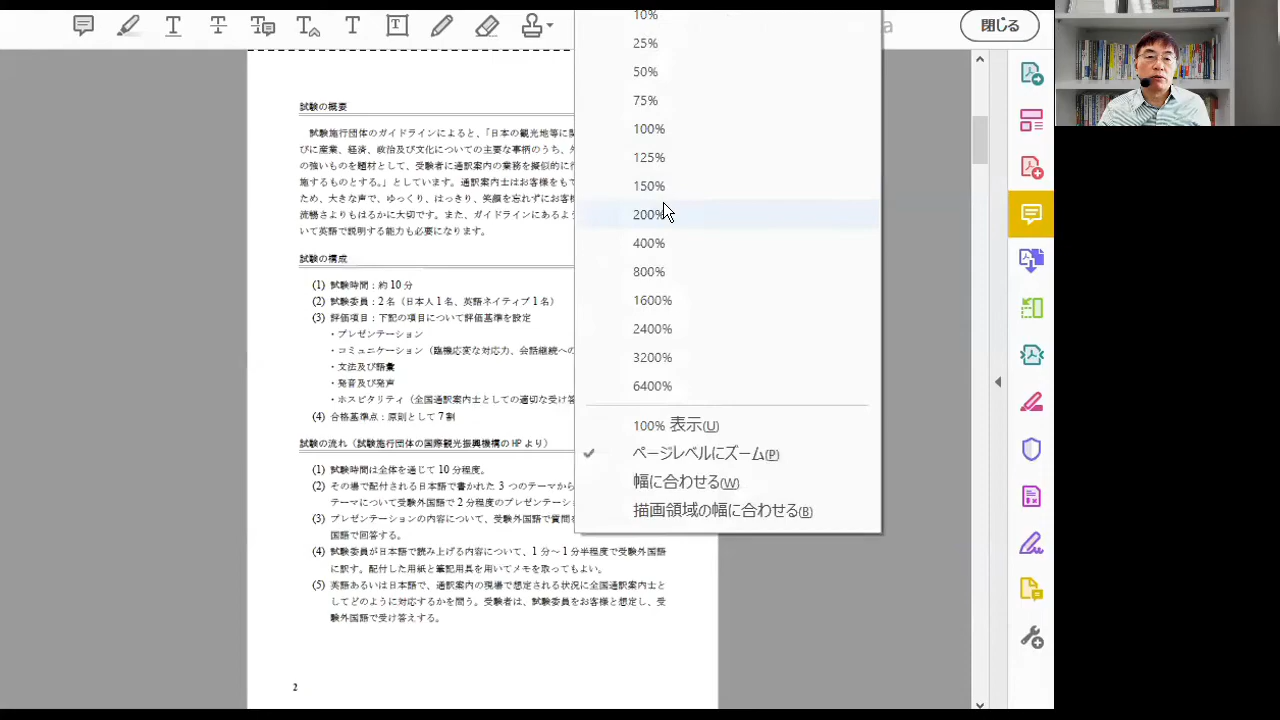 閉じる
10%
25%
50%
75%
100%
125%
150%
200%
400%
800%
1600%
2400%
3200%
6400%
100% 表示(U)
ページレベルにズーム(P)
幅に合わせる(W)
描画領域の幅に合わせる(B)
試験の概要
試験施行団体のガイドラインによると、「日本の観光地等に
びに産業、経済、政治及び文化についての主要な事柄のうち、
の強いものを題材として、受験者に通訳案内の業務を擬似的に
施するものとする。」としています。通訳案内士はお客様をも
ため、大きな声で、ゆっくり、はっきり、笑顔を忘れずにお客
流暢さよりもはるかに大切です。また、ガイドラインにあるよ
いて英語で説明する能力も必要になります。
試験の構成
(1) 試験時間：約 10 分
(2) 試験委員：2 名（日本人 1 名、英語ネイティブ 1 名）
(3) 評価項目：下記の項目について評価基準を設定
・プレゼンテーション
・コミュニケーション（臨機応変な対応力、会話継続への
・文法及び語彙
・発音及び発声
・ホスピタリティ（全国通訳案内士としての適切な受け答
(4) 合格基準点：原則として 7 割
試験の流れ（試験施行団体の国際観光振興機構の HP より）
(1) 試験時間は全体を通じて 10 分程度。
(2) その場で配付される日本語で書かれた 3 つのテーマから
テーマについて受験外国語で 2 分程度のプレゼンテーシ
(3) プレゼンテーションの内容について、受験外国語で質問
国語で回答する。
(4) 試験委員が日本語で読み上げる内容について、1 分～1 分半程度で受験外国語
に訳す。配付した用紙と筆記用具を用いてメモを取ってもよい。
(5) 英語あるいは日本語で、通訳案内の現場で想定される状況に全国通訳案内士と
してどのように対応するかを問う。受験者は、試験委員をお客様と想定し、受
験外国語で受け答えする。
2